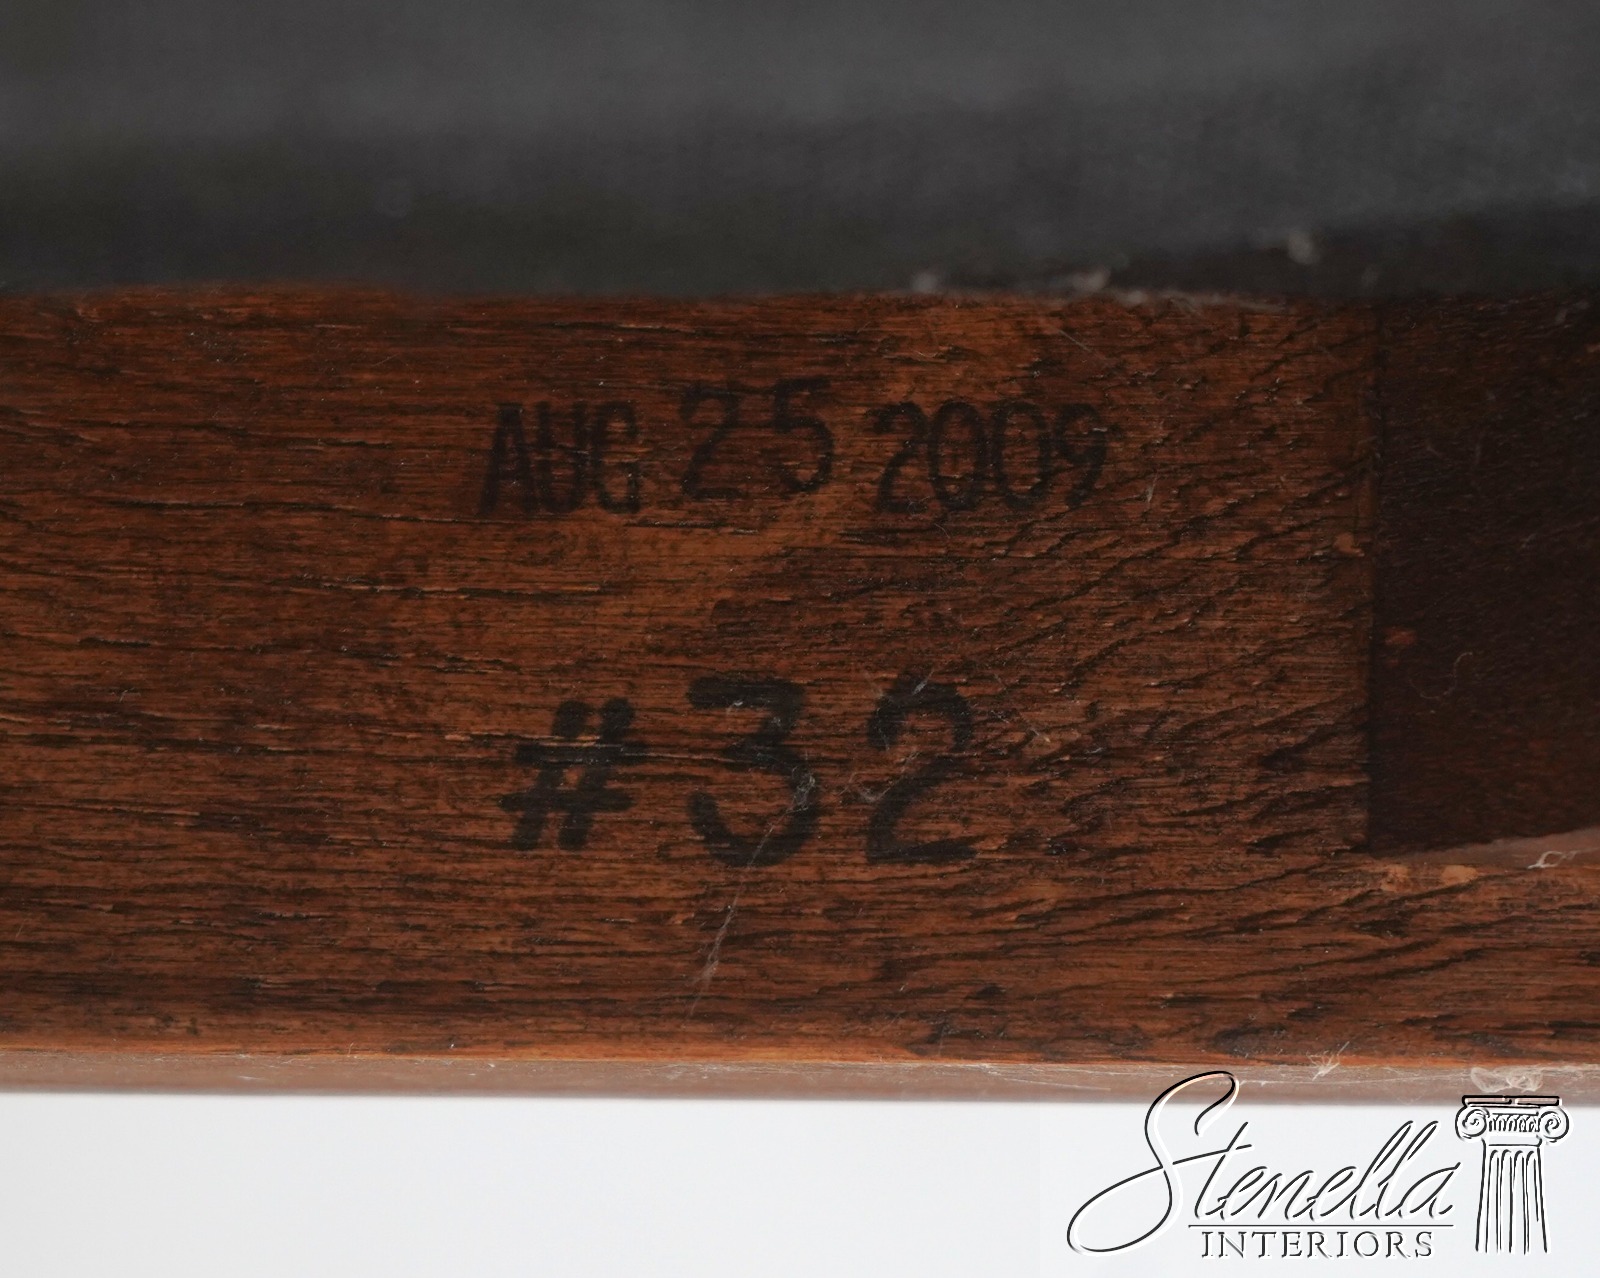 AUG 25 2009
#32
Stenella
INTERIORS